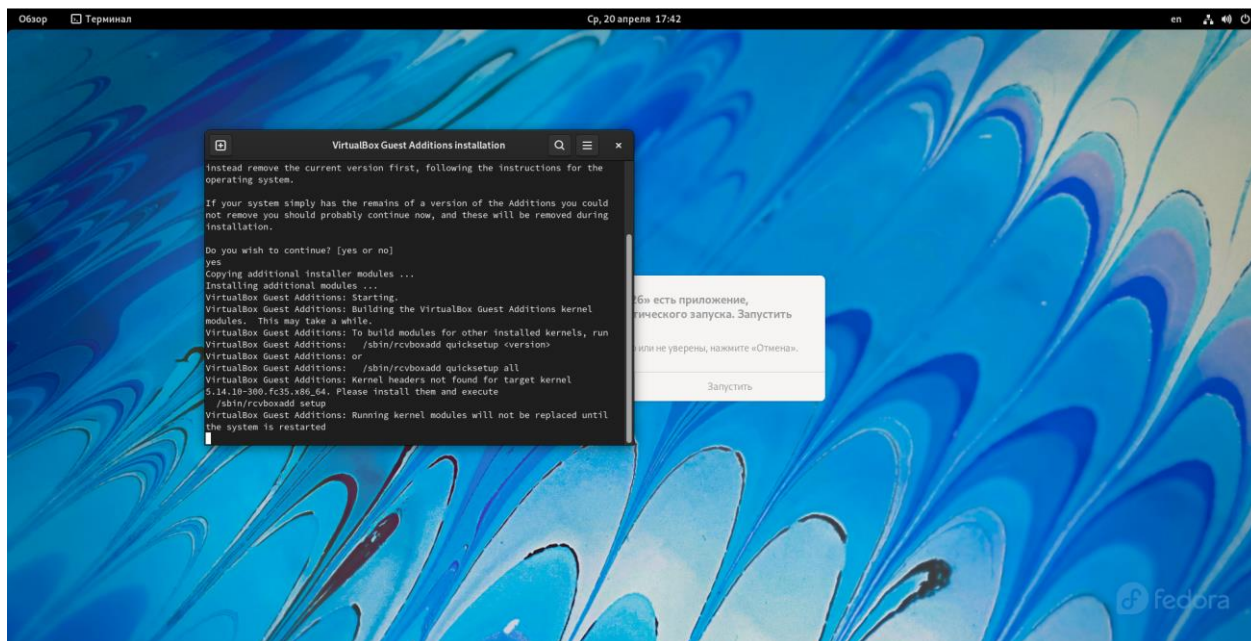 Обзор
Терминал
Ср, 20 апреля 17:42
en
VirtualBox Guest Additions installation
instead remove the current version first, following the instructions for the
operating system.
If your system simply has the remains of a version of the Additions you could
not remove you should probably continue now, and these will be removed during
installation.
Do you wish to continue? [yes or no]
yes
Copying additional installer modules ...
Installing additional modules ...
VirtualBox Guest Additions: Starting.
VirtualBox Guest Additions: Building the VirtualBox Guest Additions kernel
modules.  This may take a while.
VirtualBox Guest Additions: To build modules for other installed kernels, run
VirtualBox Guest Additions:   /sbin/rcvboxadd quicksetup <version>
VirtualBox Guest Additions: or
VirtualBox Guest Additions:   /sbin/rcvboxadd quicksetup all
VirtualBox Guest Additions: Kernel headers not found for target kernel
5.14.10-300.fc35.x86_64. Please install them and execute
  /sbin/rcvboxadd setup
VirtualBox Guest Additions: Running kernel modules will not be replaced until
the system is restarted
6» есть приложение,
тического запуска. Запустить
или не уверены, нажмите «Отмена».
Запустить
fedora